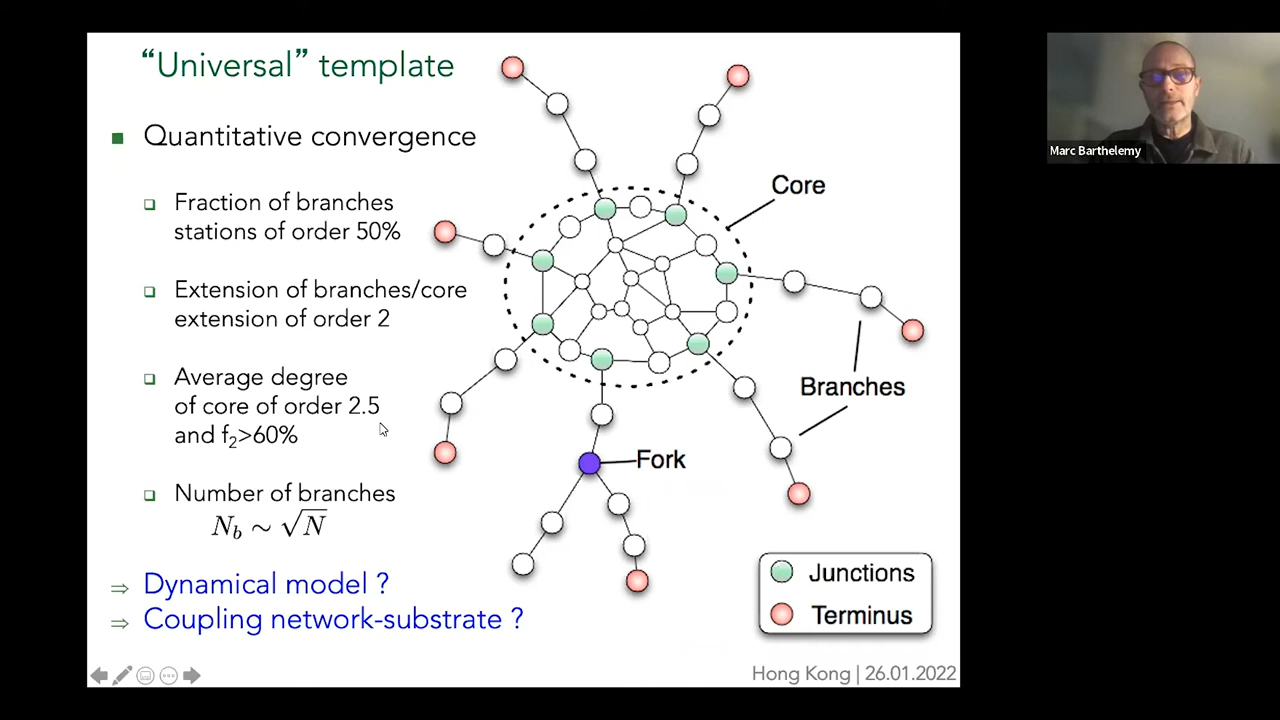 “Universal” template
Quantitative convergence
Fraction of branches
stations of order 50%
Extension of branches/core
extension of order 2
Average degree
of core of order 2.5
and f₂>60%
Number of branches
N_b ∼ √N
⇒ Dynamical model ?
⇒ Coupling network-substrate ?
Core
Branches
Fork
Junctions
Terminus
Hong Kong | 26.01.2022
Marc Barthelemy